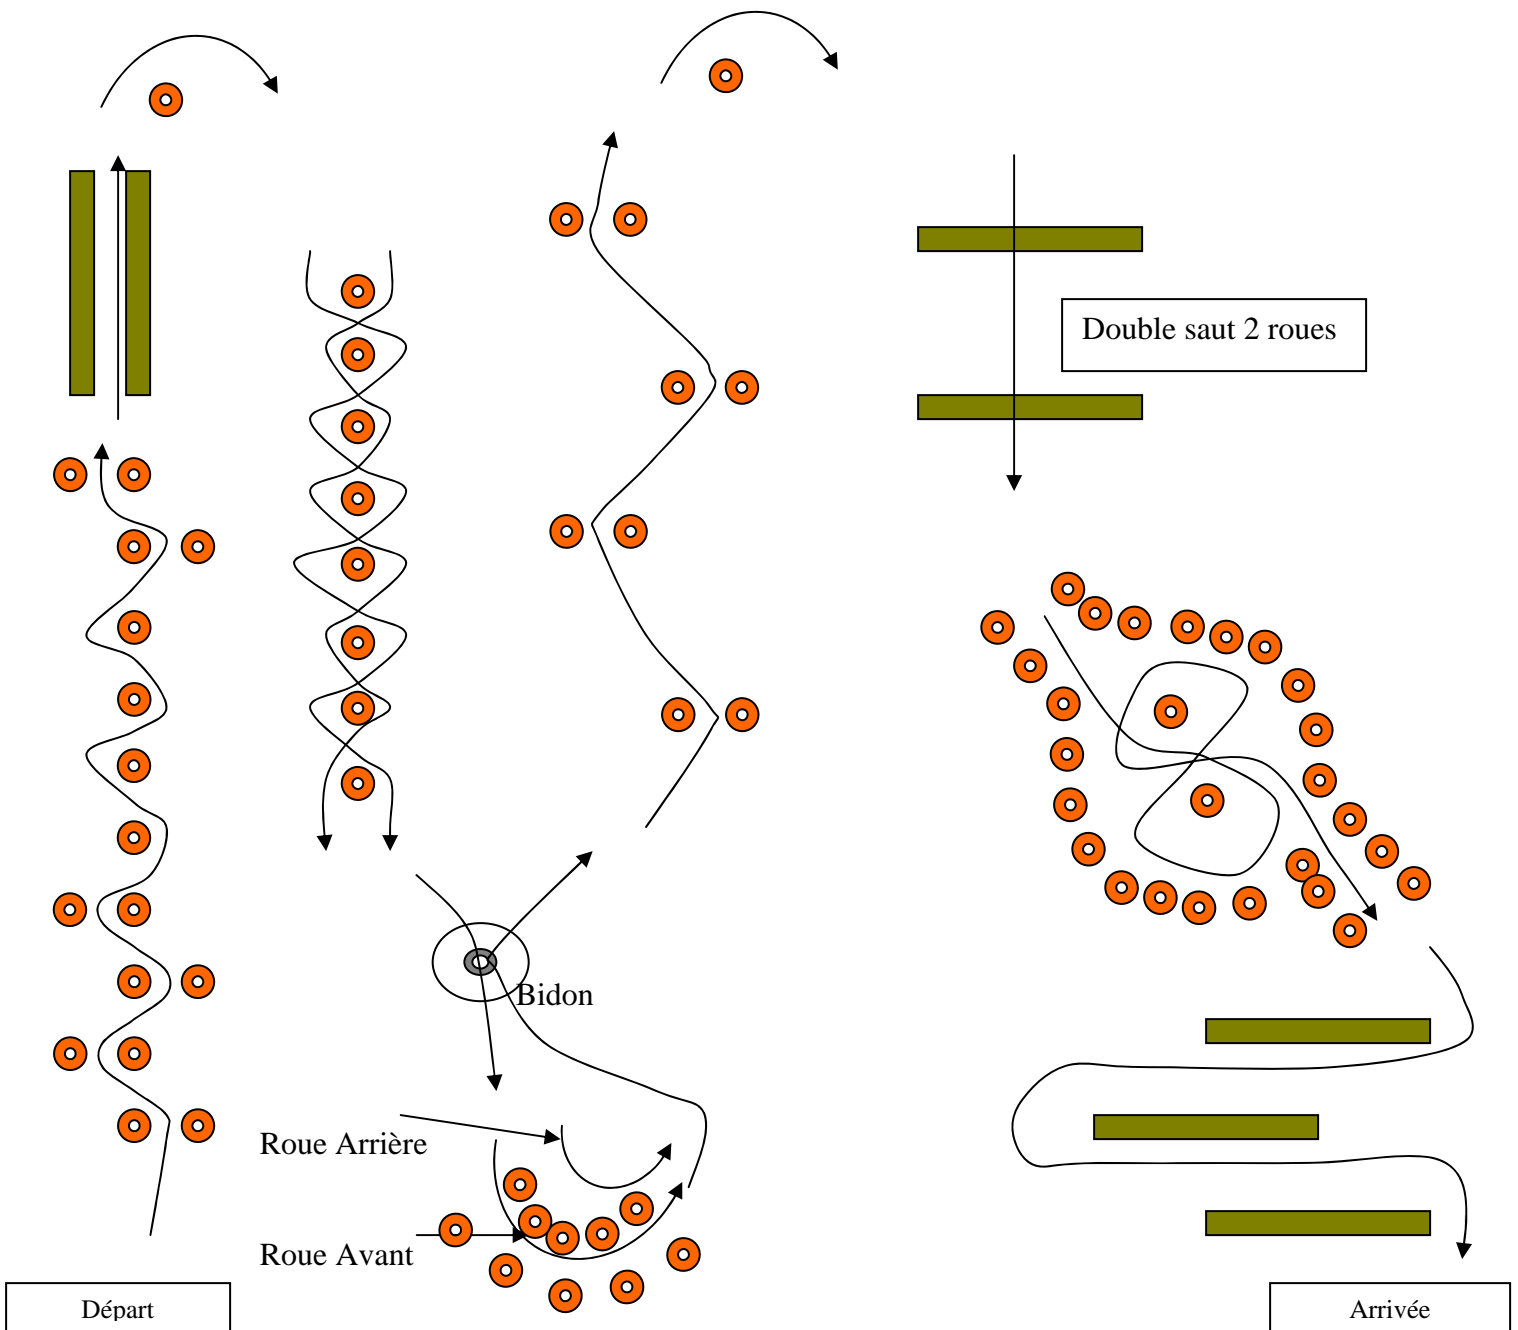 Double saut 2 roues
Bidon
Roue Arrière
Roue Avant
Départ
Arrivée